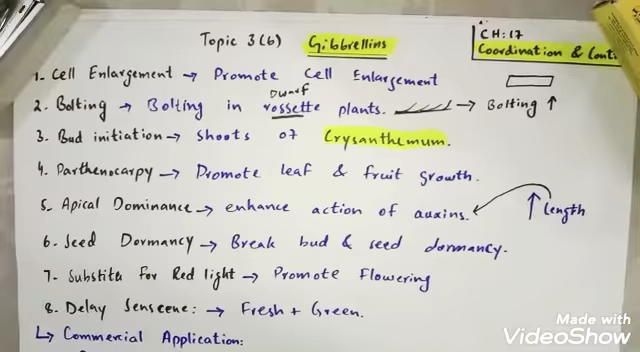 Topic 3(b) Gibbrellins
CH:17
Coordination & Conti
1- Cell Enlargement → Promote Cell Enlargement
Dwarf
2. Bolting → Bolting in rossette plants. → Bolting ↑
3. Bud initiation → Shoots of Crysanthemum.
4. Parthenocarpy → Promote leaf & fruit growth.
5. Apical Dominance → enhance action of auxins. ↑ length
6. Seed Dormancy → Break bud & seed dormancy.
7- Substitu for Red light → Promote Flowering
8. Delay Senscene: → Fresh + Green.
↳ Commercial Application:
Made with
VideoShow